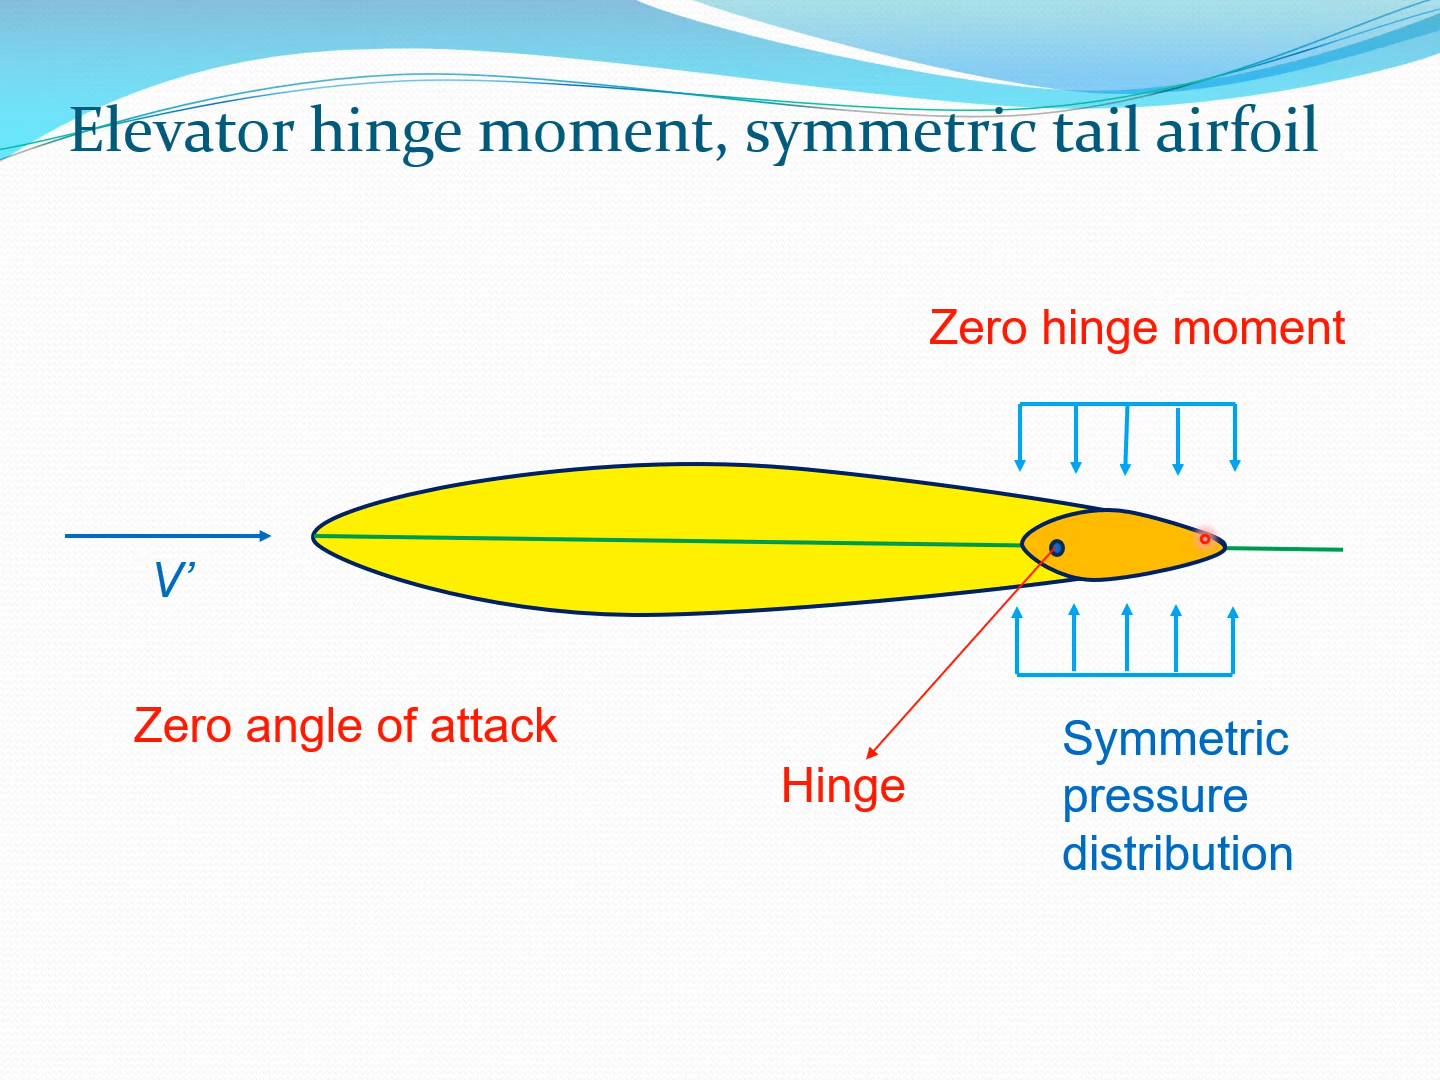 Elevator hinge moment, symmetric tail airfoil
Zero hinge moment
V’
Zero angle of attack
Hinge
Symmetric
pressure
distribution